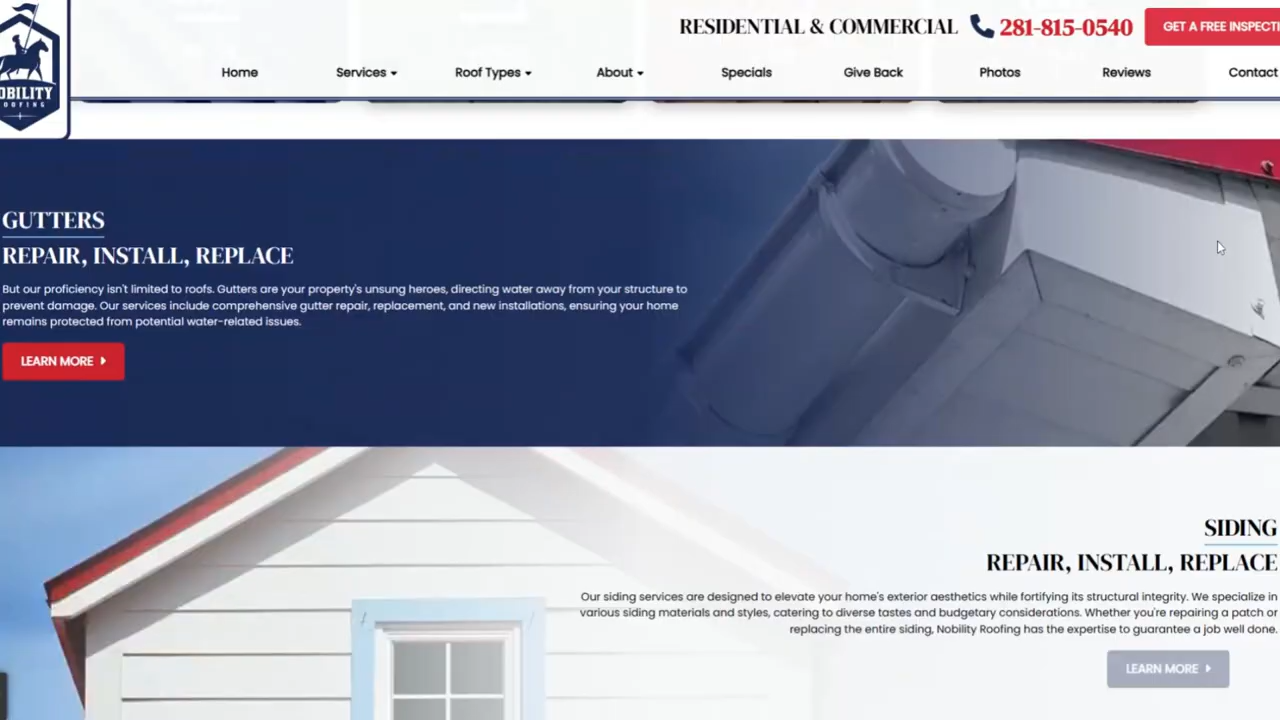 RESIDENTIAL & COMMERCIAL 281-815-0540 GET A FREE
Home Services Roof Types About Specials Give Back Photos Reviews Contact
GUTTERS
REPAIR, INSTALL, REPLACE
But our proficiency isn't limited to roofs. Gutters are your property's unsung heroes, directing water away from your structure to
prevent damage. Our services include comprehensive gutter repair, replacement, and new installations, ensuring your home
remains protected from potential water-related issues.
LEARN MORE
SIDING
REPAIR, INSTALL, REPLACE
Our siding services are designed to elevate your home's exterior aesthetics while fortifying its structural integrity. We specialize in
various siding materials and styles, catering to diverse tastes and budgetary considerations. Whether you're repairing a patch or
replacing the entire siding, Nobility Roofing has the expertise to guarantee a job well done.
LEARN MORE